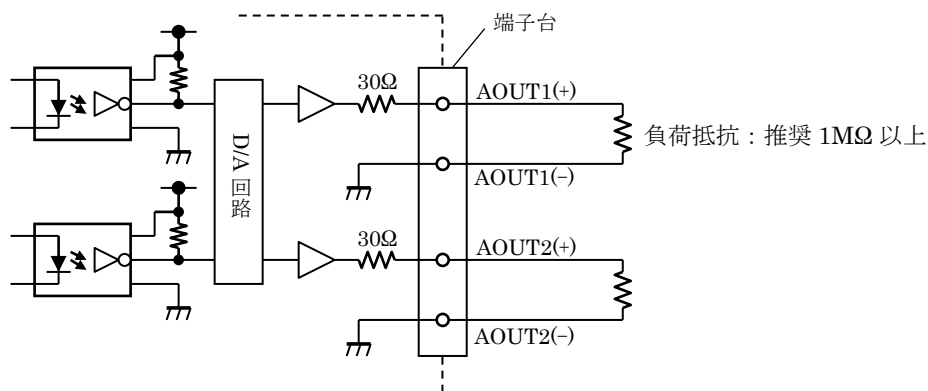 端子台
30Ω
AOUT1(+)
D/A 回路
負荷抵抗：推奨 1MΩ 以上
AOUT1(−)
30Ω
AOUT2(+)
AOUT2(−)